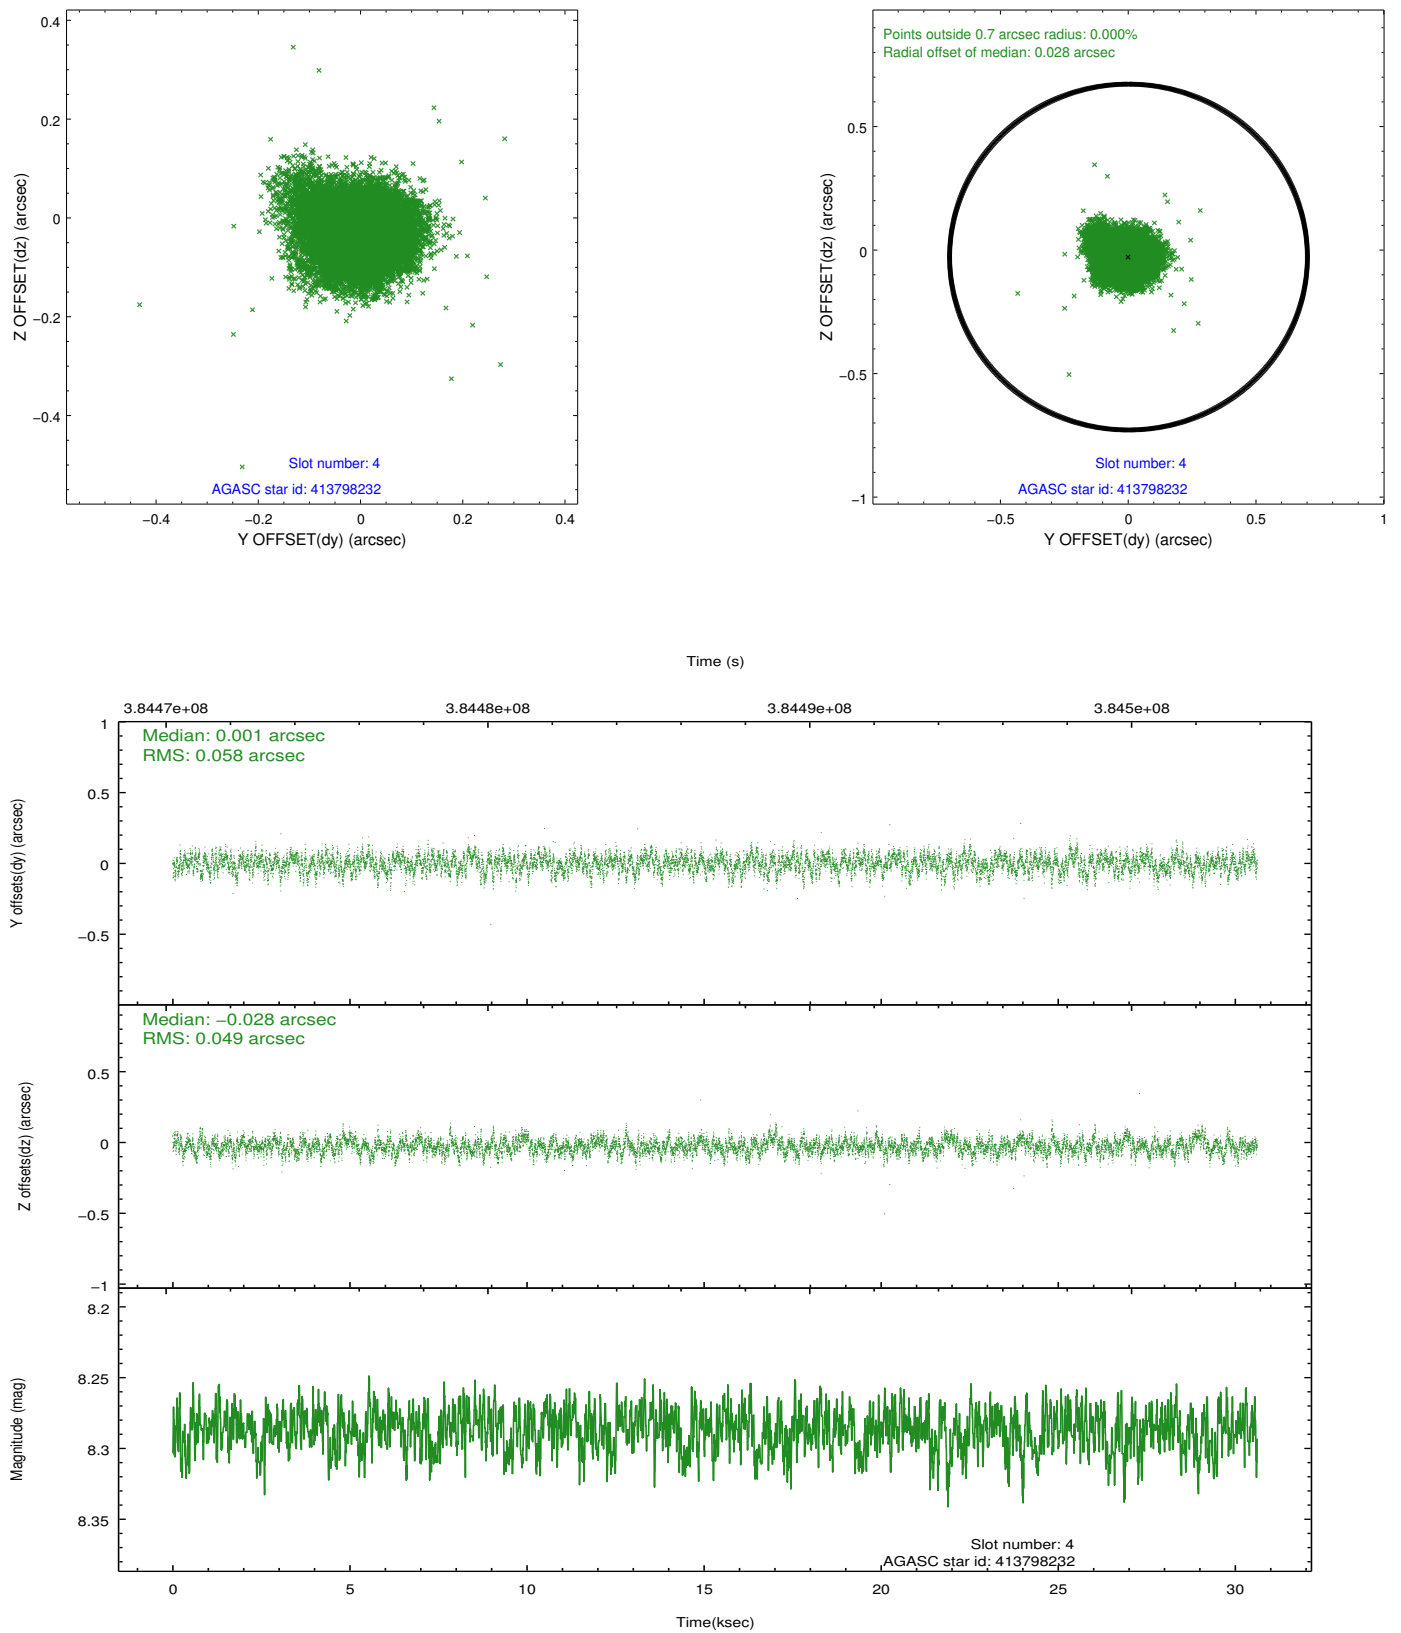 0.4
0.2
0
−0.2
−0.4
Z OFFSET(dz) (arcsec)
Slot number: 4
AGASC star id: 413798232
−0.4
−0.2
0
0.2
0.4
Y OFFSET(dy) (arcsec)
Points outside 0.7 arcsec radius: 0.000%
Radial offset of median: 0.028 arcsec
0.5
0
−0.5
−1
Z OFFSET(dz) (arcsec)
Slot number: 4
AGASC star id: 413798232
−0.5
0
0.5
1
Y OFFSET(dy) (arcsec)
Time (s)
3.8447e+08
3.8448e+08
3.8449e+08
3.845e+08
Median: 0.001 arcsec
RMS: 0.058 arcsec
1
0.5
0
−0.5
Y offsets(dy) (arcsec)
Median: −0.028 arcsec
RMS: 0.049 arcsec
0.5
0
−0.5
−1
Z offsets(dz) (arcsec)
8.2
8.25
8.3
8.35
Magnitude (mag)
Slot number: 4
AGASC star id: 413798232
0
5
10
15
20
25
30
Time(ksec)